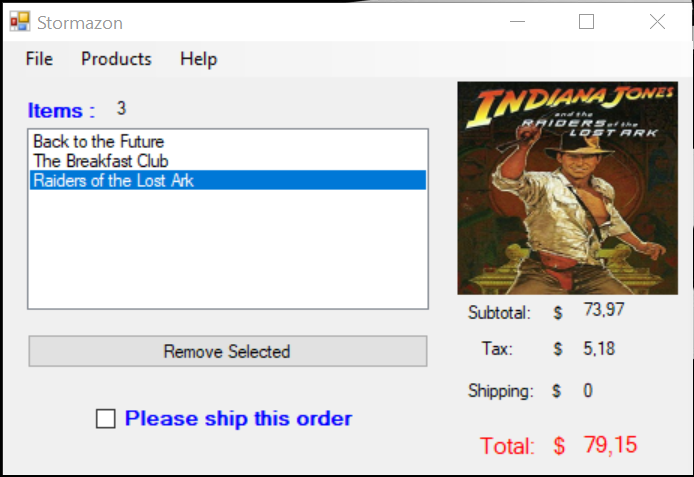 Stormazon
File Products Help
Items : 3
Back to the Future
The Breakfast Club
Raiders of the Lost Ark
Remove Selected
Please ship this order
INDIANA JONES
and the
RAIDERS of the
LOST ARK
Subtotal: $ 73,97
Tax: $ 5,18
Shipping: $ 0
Total: $ 79,15